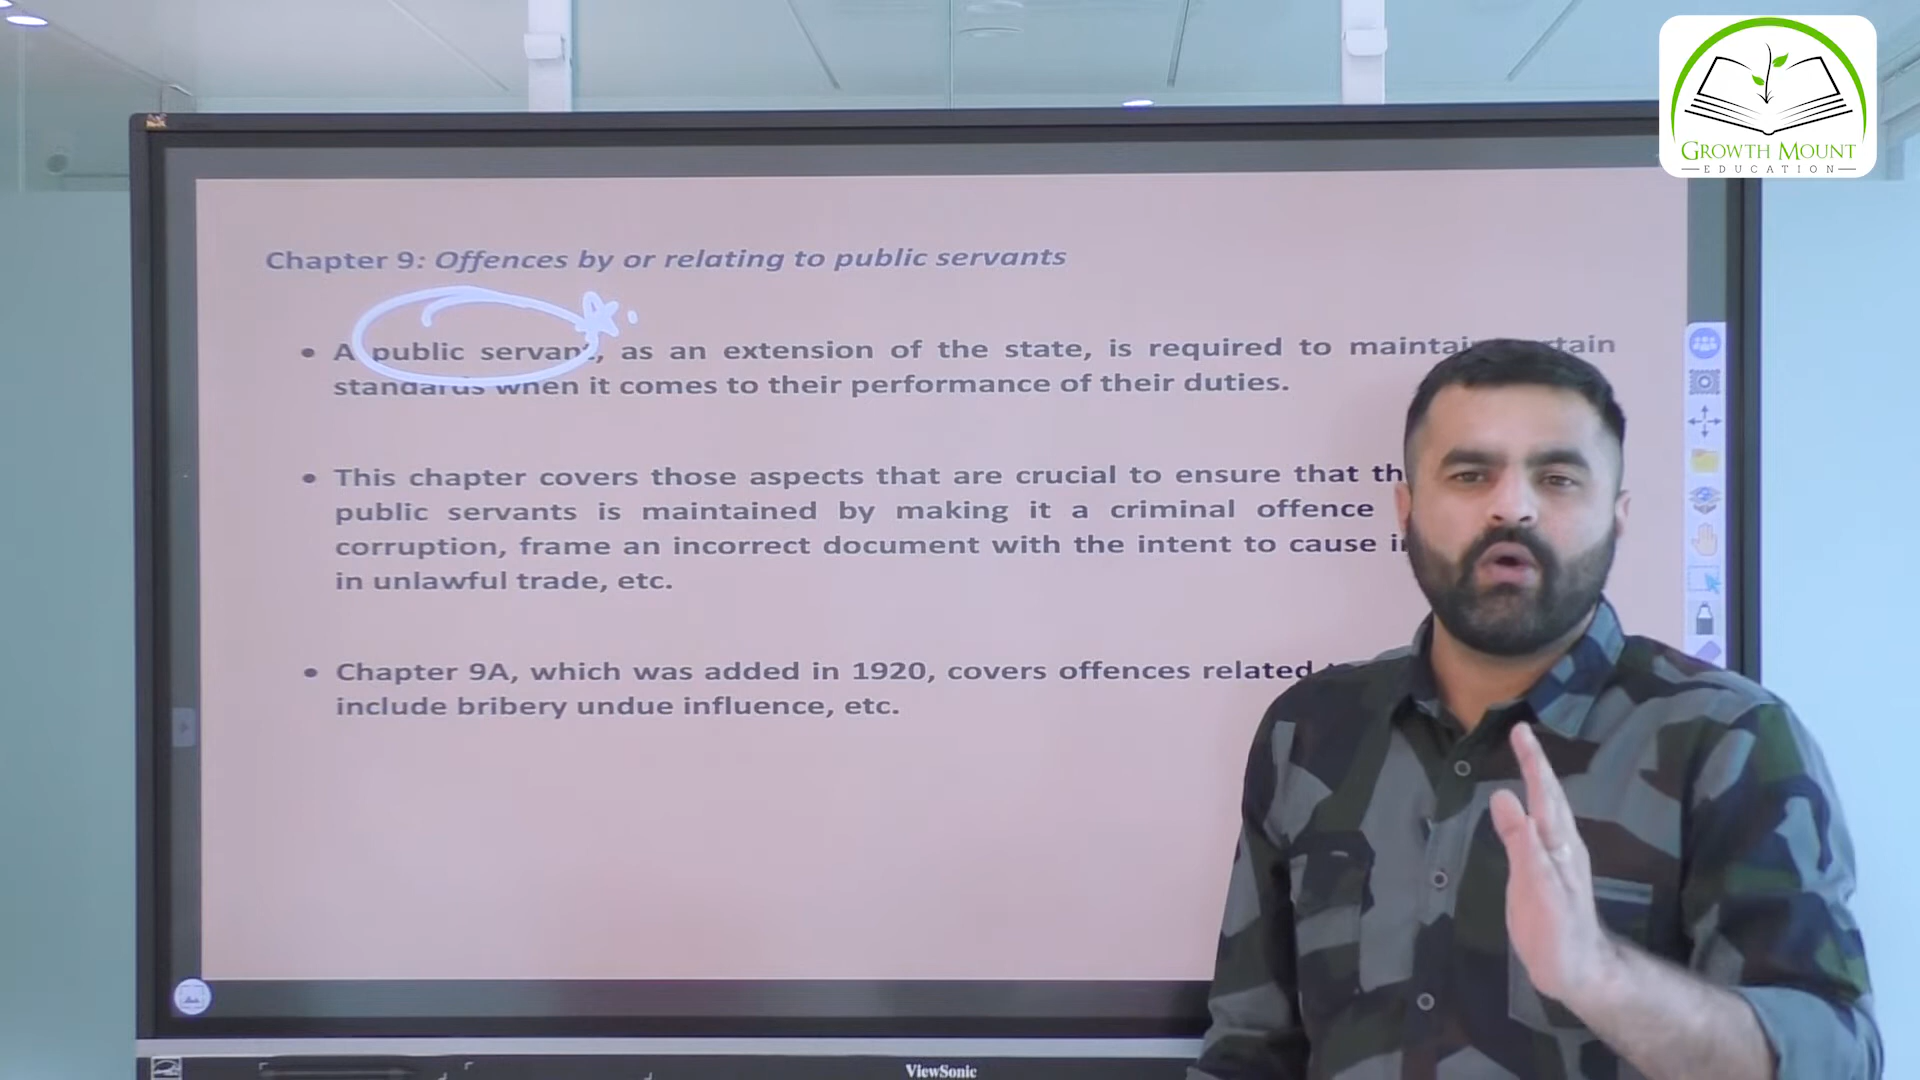 GROWTH MOUNT
EDUCATION
Chapter 9: Offences by or relating to public servants
• A public servant, as an extension of the state, is required to
standards when it comes to their performance of their duties.
• This chapter covers those aspects that are crucial to ensure that
public servants is maintained by making it a criminal offence
corruption, frame an incorrect document with the intent to cause
in unlawful trade, etc.
• Chapter 9A, which was added in 1920, covers offences related
include bribery undue influence, etc.
ViewSonic